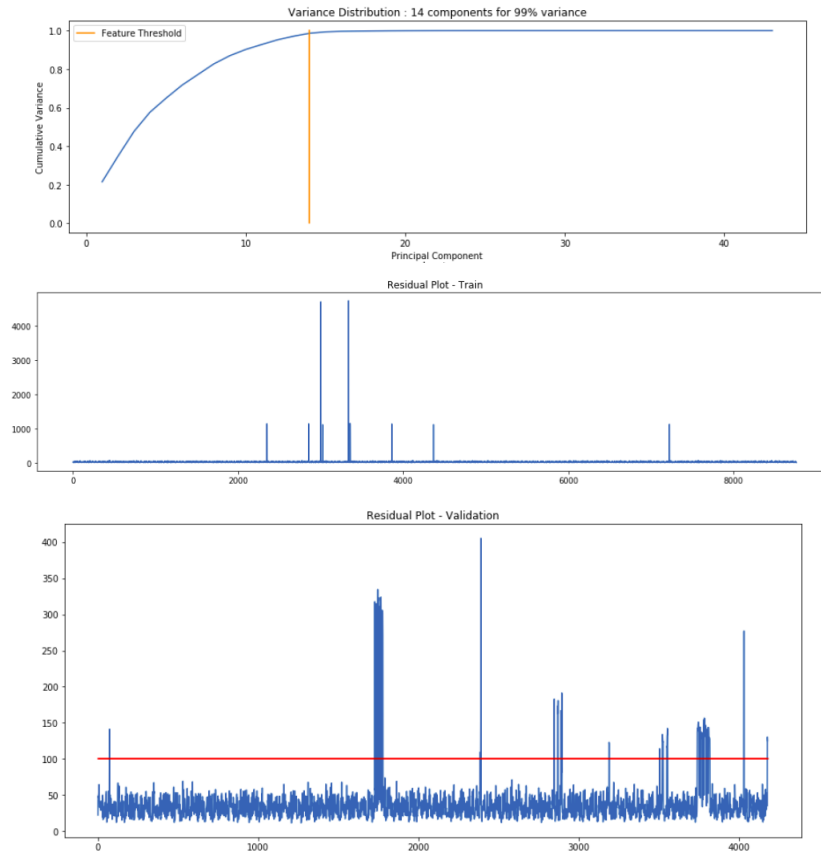 Variance Distribution : 14 components for 99% variance
Feature Threshold
1.0
0.8
0.6
0.4
0.2
0.0
Cumulative Variance
0 10 20 30 40
Principal Component
Residual Plot - Train
4000
3000
2000
1000
0
0 2000 4000 6000 8000
Residual Plot - Validation
400
350
300
250
200
150
100
50
0
0 1000 2000 3000 4000